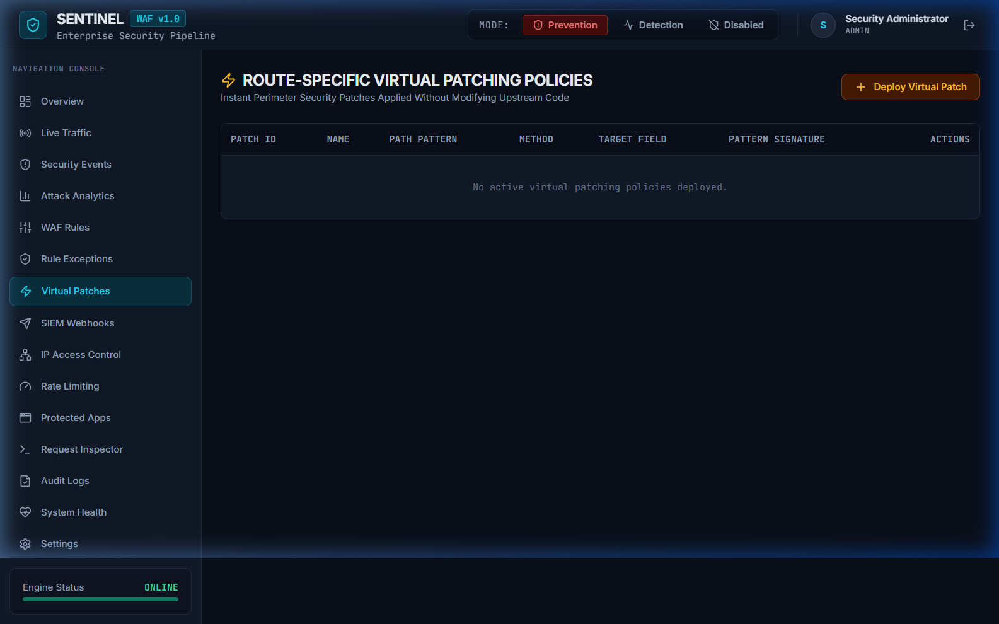 SENTINEL WAF v1.0
Enterprise Security Pipeline
MODE: Prevention Detection Disabled
S
Security Administrator
ADMIN
NAVIGATION CONSOLE
Overview
Live Traffic
Security Events
Attack Analytics
WAF Rules
Rule Exceptions
Virtual Patches
SIEM Webhooks
IP Access Control
Rate Limiting
Protected Apps
Request Inspector
Audit Logs
System Health
Settings
Engine Status ONLINE
ROUTE-SPECIFIC VIRTUAL PATCHING POLICIES
Instant Perimeter Security Patches Applied Without Modifying Upstream Code
Deploy Virtual Patch
PATCH ID NAME PATH PATTERN METHOD TARGET FIELD PATTERN SIGNATURE ACTIONS
No active virtual patching policies deployed.